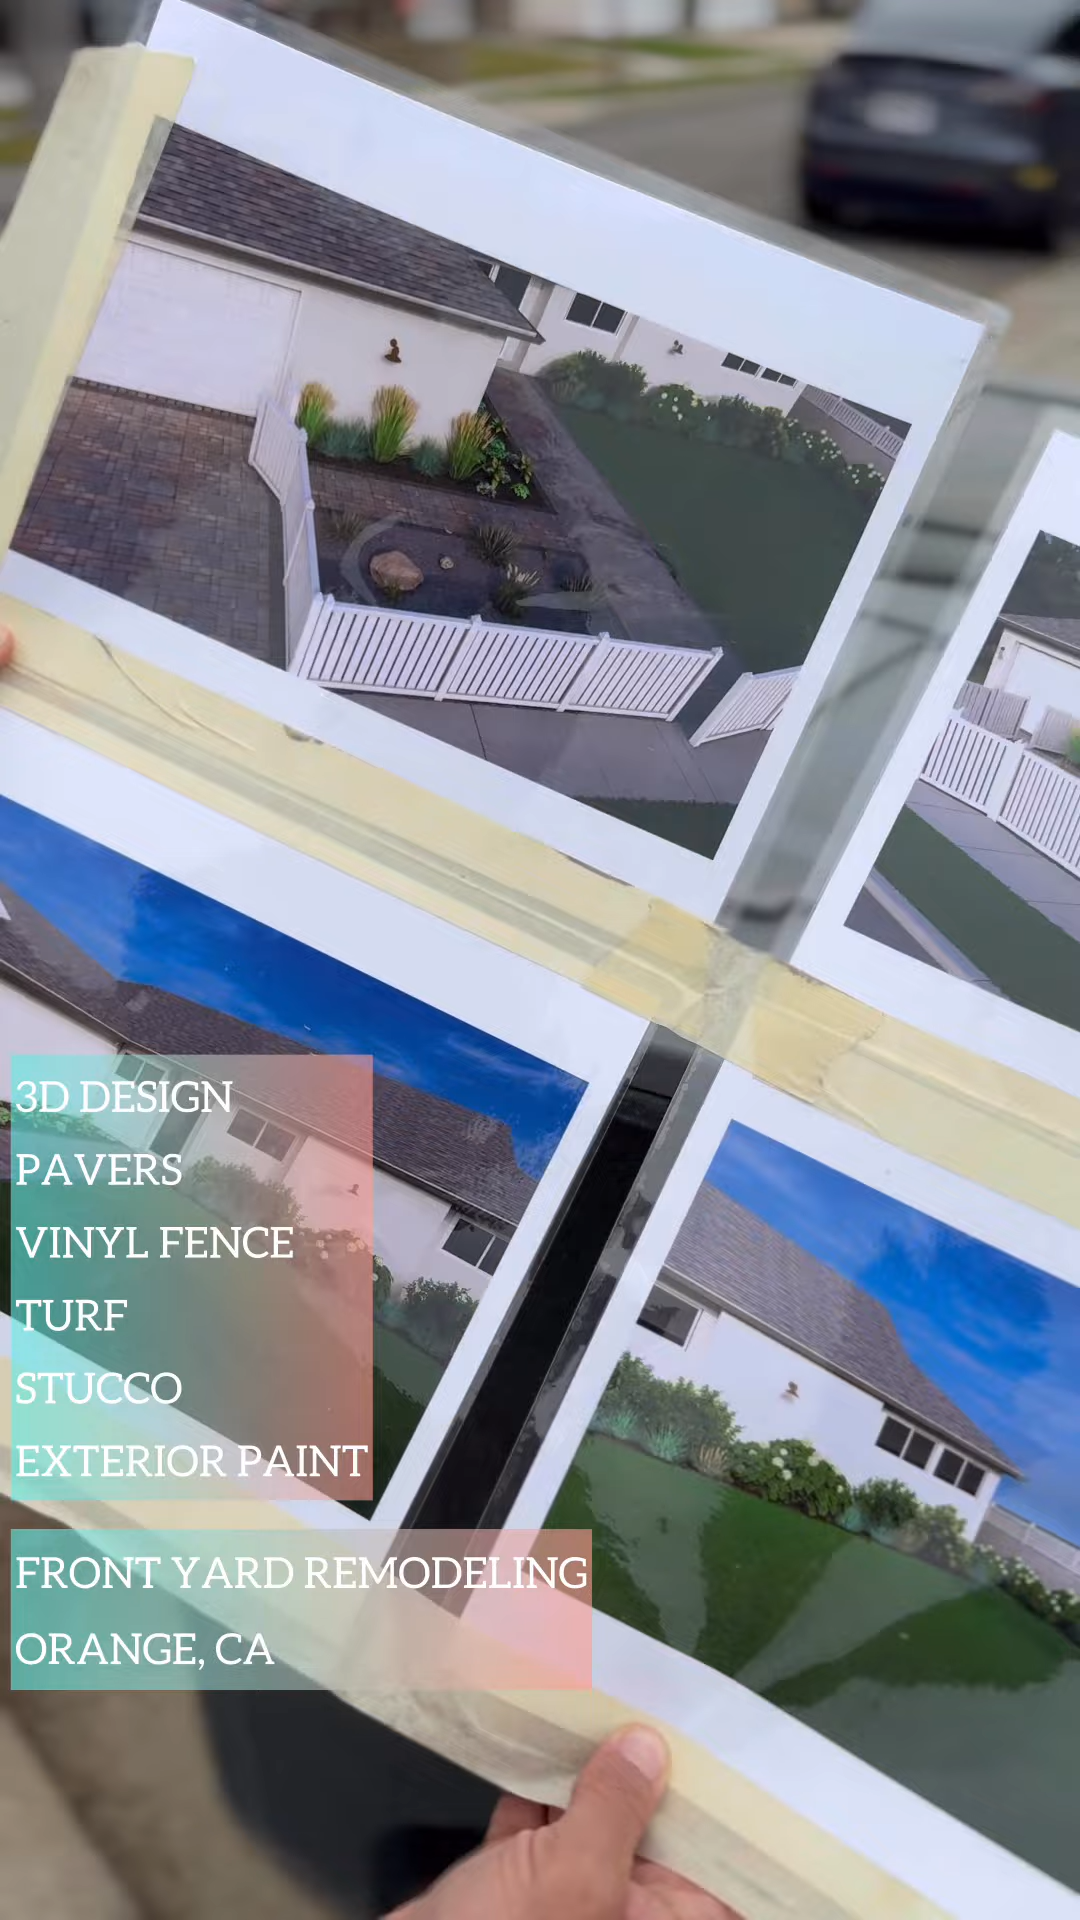 3D DESIGN
PAVERS
VINYL FENCE
TURF
STUCCO
EXTERIOR PAINT
FRONT YARD REMODELING
ORANGE, CA